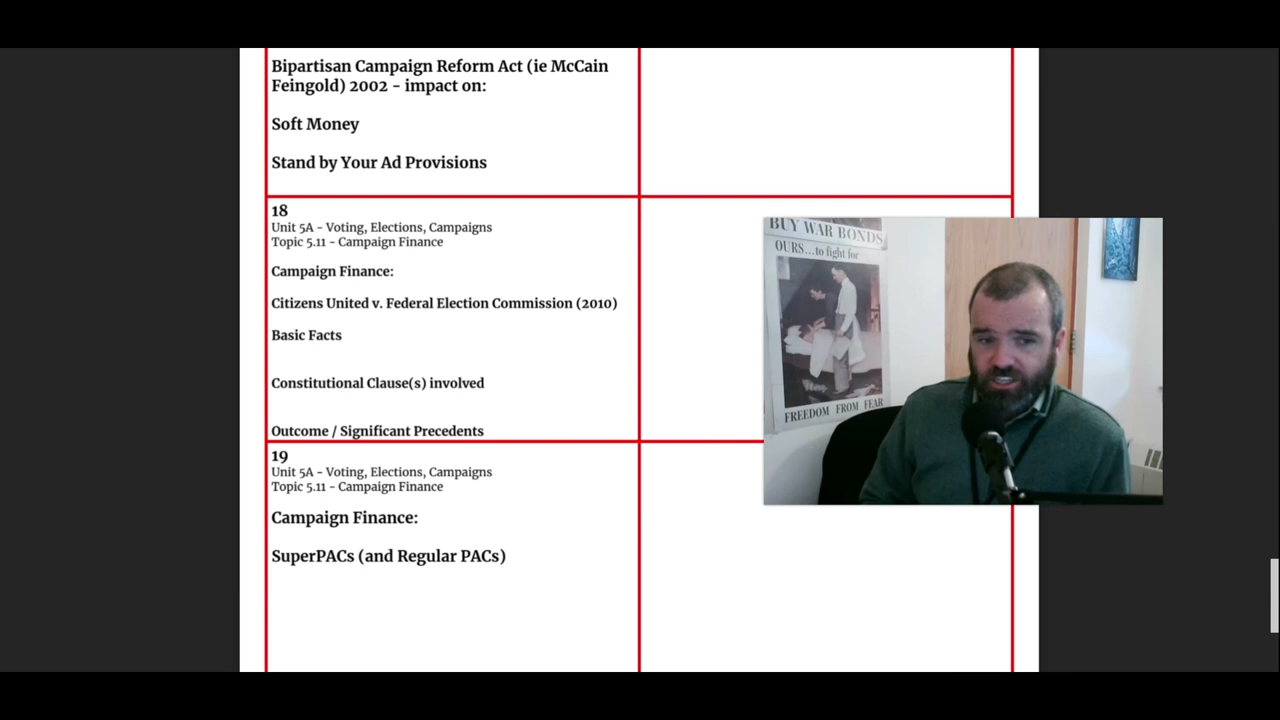 Bipartisan Campaign Reform Act (ie McCain
Feingold) 2002 - impact on:
Soft Money
Stand by Your Ad Provisions
18
Unit 5A - Voting, Elections, Campaigns
Topic 5.11 - Campaign Finance
Campaign Finance:
Citizens United v. Federal Election Commission (2010)
Basic Facts
Constitutional Clause(s) involved
Outcome / Significant Precedents
19
Unit 5A - Voting, Elections, Campaigns
Topic 5.11 - Campaign Finance
Campaign Finance:
SuperPACs (and Regular PACs)
BUY WAR BONDS
OURS...to fight for
FREEDOM FROM FEAR